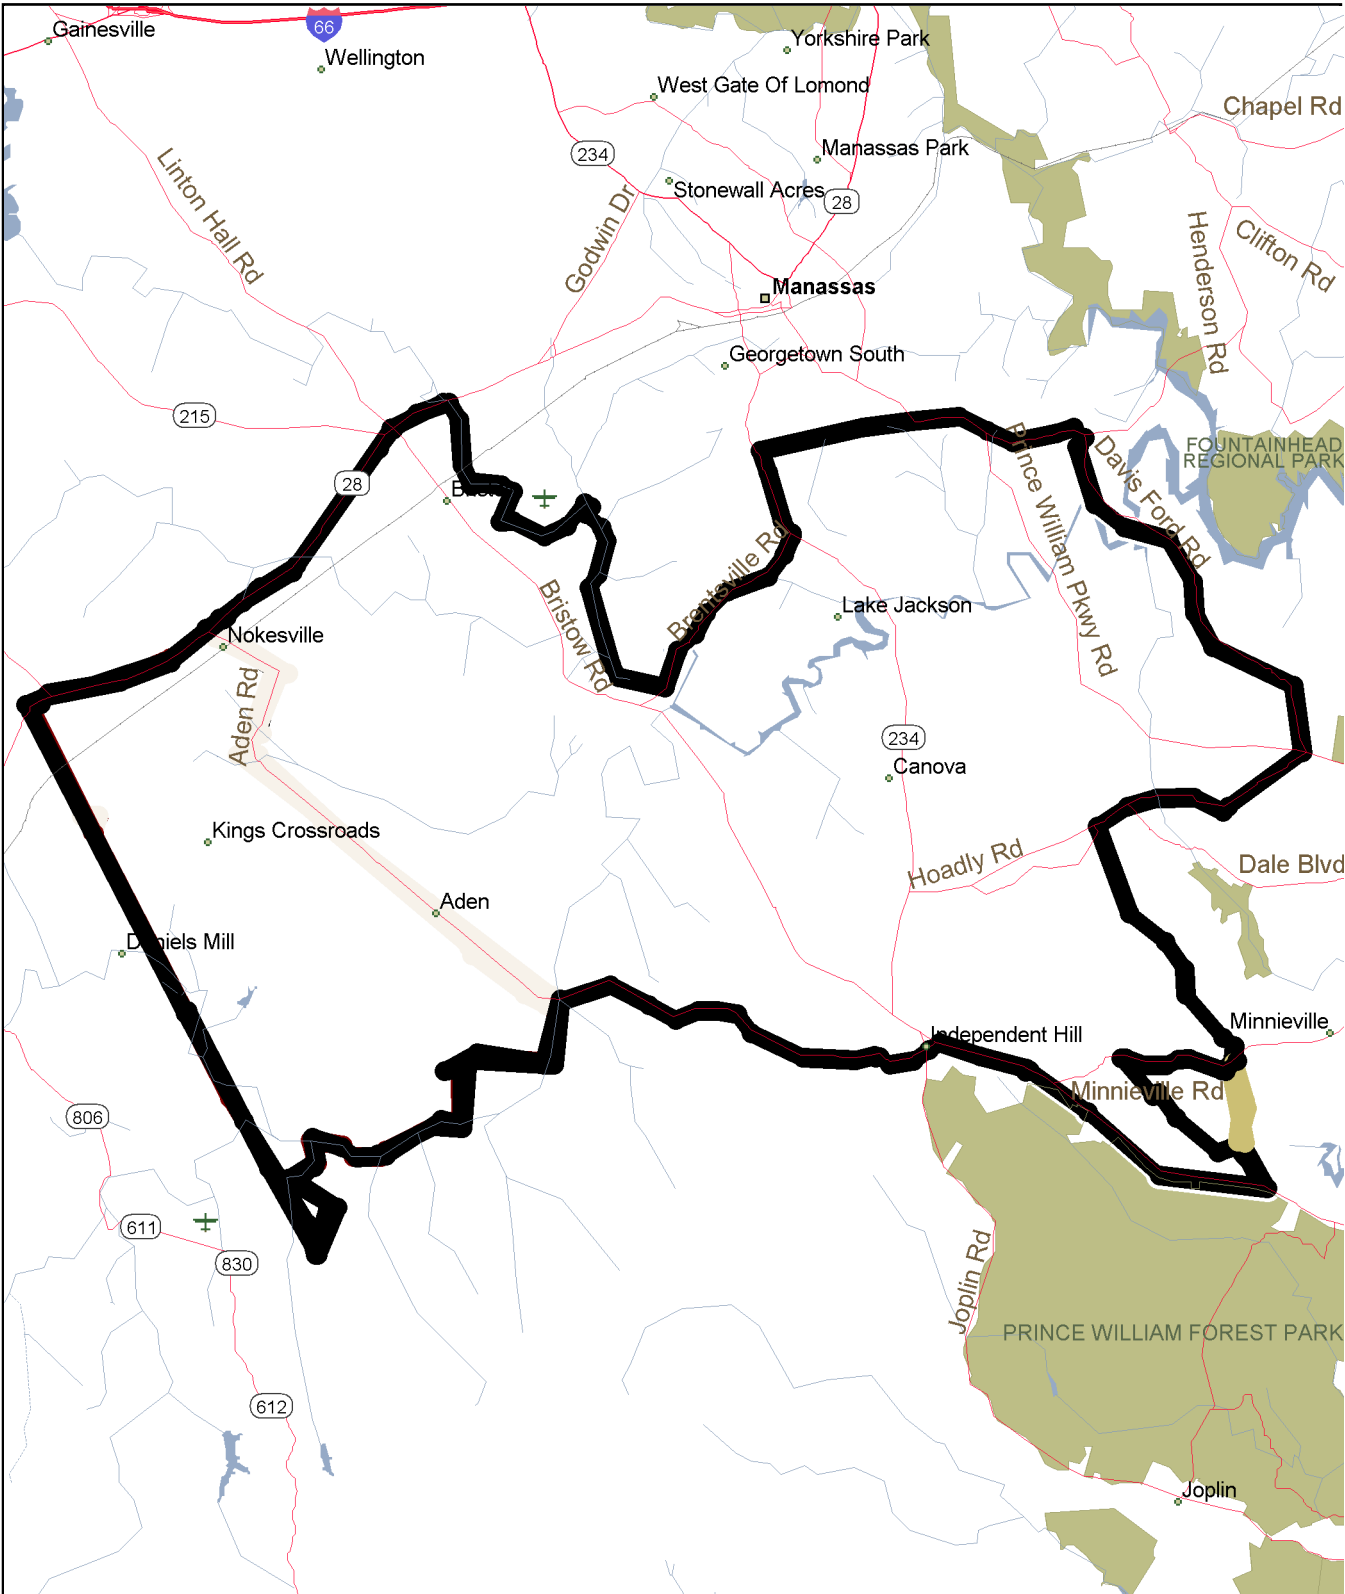 Gainesville
66
Wellington
Yorkshire Park
West Gate Of Lomond
Chapel Rd
234
Manassas Park
Stonewall Acres
28
Linton Hall Rd
Godwin Dr
Henderson Rd
Clifton Rd
Manassas
Georgetown South
215
28
Prince William Pkwy Rd
Davis Ford Rd
FOUNTAINHEAD
REGIONAL PARK
Brentsville Rd
Bristow Rd
Lake Jackson
Nokesville
Aden Rd
234
Canova
Kings Crossroads
Hoadly Rd
Dale Blvd
Aden
Daniels Mill
Minnieville
Independent Hill
Minnieville Rd
806
611
830
Joplin Rd
PRINCE WILLIAM FOREST PARK
612
Joplin